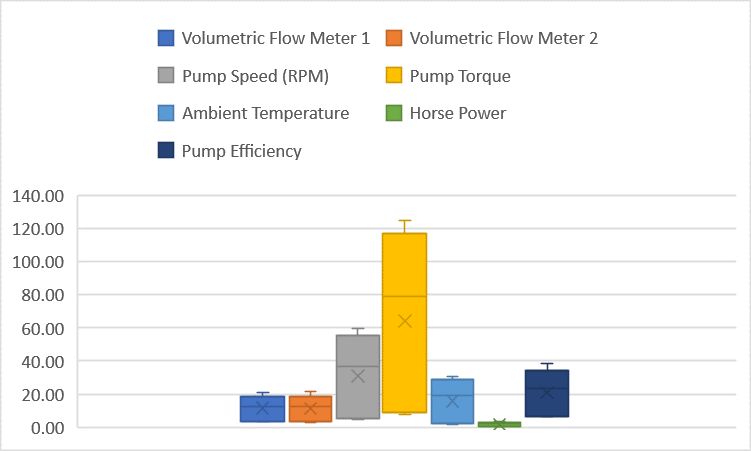 Volumetric Flow Meter 1 Volumetric Flow Meter 2
Pump Speed (RPM) Pump Torque
Ambient Temperature Horse Power
Pump Efficiency
140.00
120.00
100.00
80.00
60.00
40.00
20.00
0.00